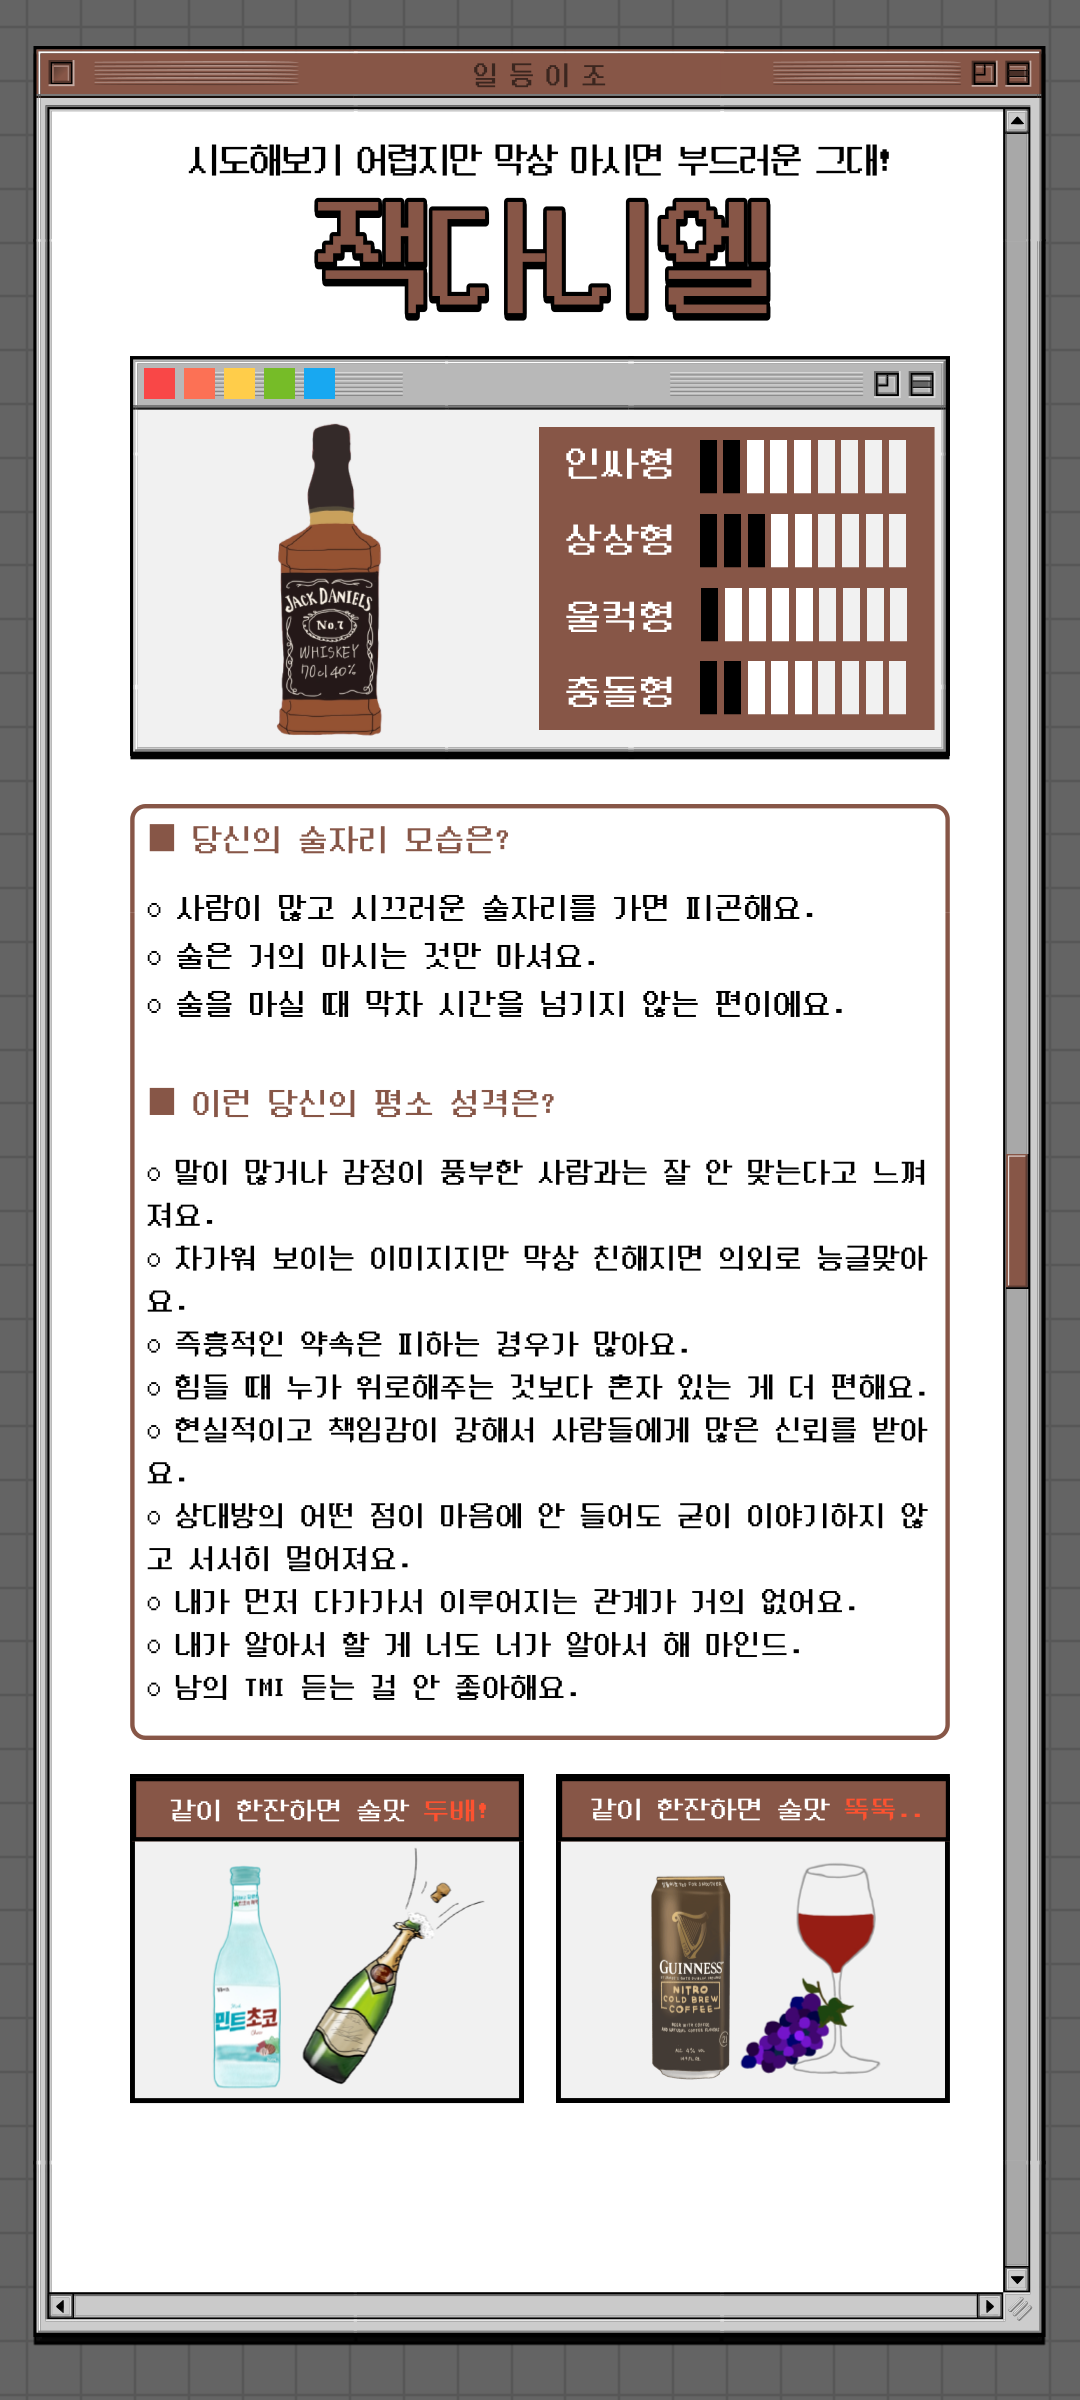 일등이조
시도해보기 어렵지만 막상 마시면 부드러운 그대!
잭다니엘
인싸형
상상형
울컥형
충돌형
JACK DANIELS
No.7
WHISKEY
70cl 40%
■ 당신의 술자리 모습은?
○ 사람이 많고 시끄러운 술자리를 가면 피곤해요.
○ 술은 거의 마시는 것만 마셔요.
○ 술을 마실 때 막차 시간을 넘기지 않는 편이에요.
■ 이런 당신의 평소 성격은?
○ 말이 많거나 감정이 풍부한 사람과는 잘 안 맞는다고 느껴
져요.
○ 차가워 보이는 이미지지만 막상 친해지면 의외로 능글맞아
요.
○ 즉흥적인 약속은 피하는 경우가 많아요.
○ 힘들 때 누가 위로해주는 것보다 혼자 있는 게 더 편해요.
○ 현실적이고 책임감이 강해서 사람들에게 많은 신뢰를 받아
요.
○ 상대방의 어떤 점이 마음에 안 들어도 굳이 이야기하지 않
고 서서히 멀어져요.
○ 내가 먼저 다가가서 이루어지는 관계가 거의 없어요.
○ 내가 알아서 할 게 너도 너가 알아서 해 마인드.
○ 남의 TMI 듣는 걸 안 좋아해요.
같이 한잔하면 술맛 두배!
같이 한잔하면 술맛 뚝뚝..
민트초코
GUINNESS
NITRO
COLD BREW
COFFEE